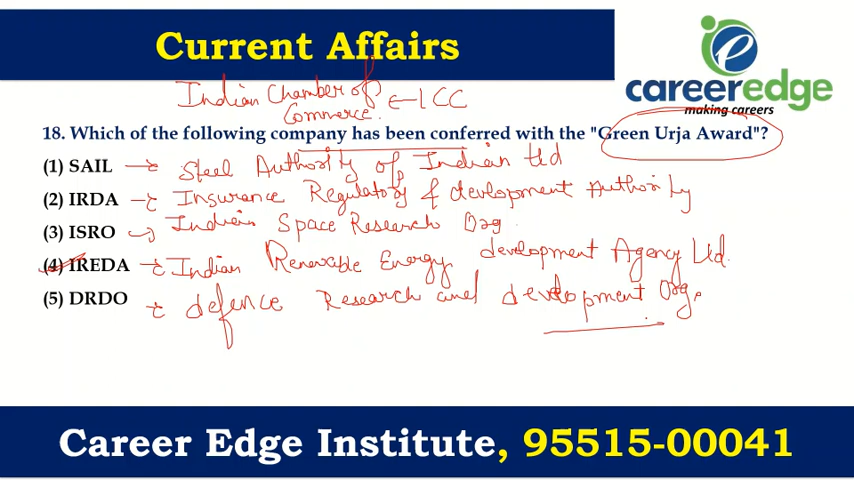 Current Affairs
careeredge
making careers
Indian Chamber of
Commerce. ← ICC
18. Which of the following company has been conferred with the "Green Urja Award"?
(1) SAIL → Steel Authority of Indian Ltd
(2) IRDA → Insurance Regulatory & development Authority
(3) ISRO → Indian Space Research Org.
(4) IREDA → Indian Renewable Energy development Agency Ltd.
(5) DRDO → defence Research and development Org.
Career Edge Institute, 95515-00041